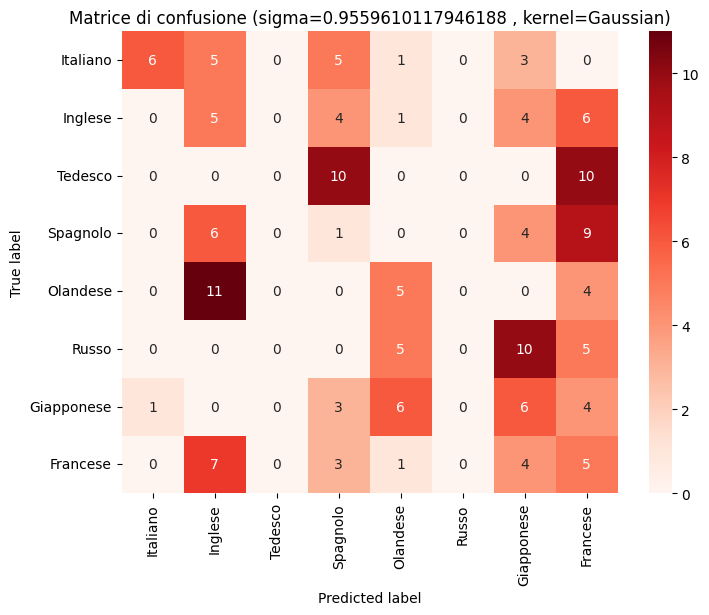 Matrice di confusione (sigma=0.9559610117946188 , kernel=Gaussian)
Italiano 6 5 0 5 1 0 3 0
Inglese 0 5 0 4 1 0 4 6
Tedesco 0 0 0 10 0 0 0 10
Spagnolo 0 6 0 1 0 0 4 9
Olandese 0 11 0 0 5 0 0 4
Russo 0 0 0 0 5 0 10 5
Giapponese 1 0 0 3 6 0 6 4
Francese 0 7 0 3 1 0 4 5
True label
Italiano Inglese Tedesco Spagnolo Olandese Russo Giapponese Francese
Predicted label
10
8
6
4
2
0